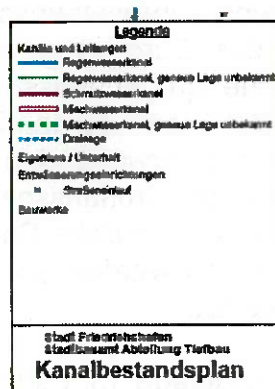 Legende
Kanäle und Leitungen
Regenwasserkanal
Regenwasserkanal, genaue Lage unbekannt
Schmutzwasserkanal
Mischwasserkanal
Mischwasserkanal, genaue Lage unbekannt
Drainage
Eigentum / Unterhalt
Entwässerungseinrichtungen
Straßeneinlauf
Bauwerke
Stadt Friedrichshafen
Stadtbauamt Abteilung Tiefbau
Kanalbestandsplan